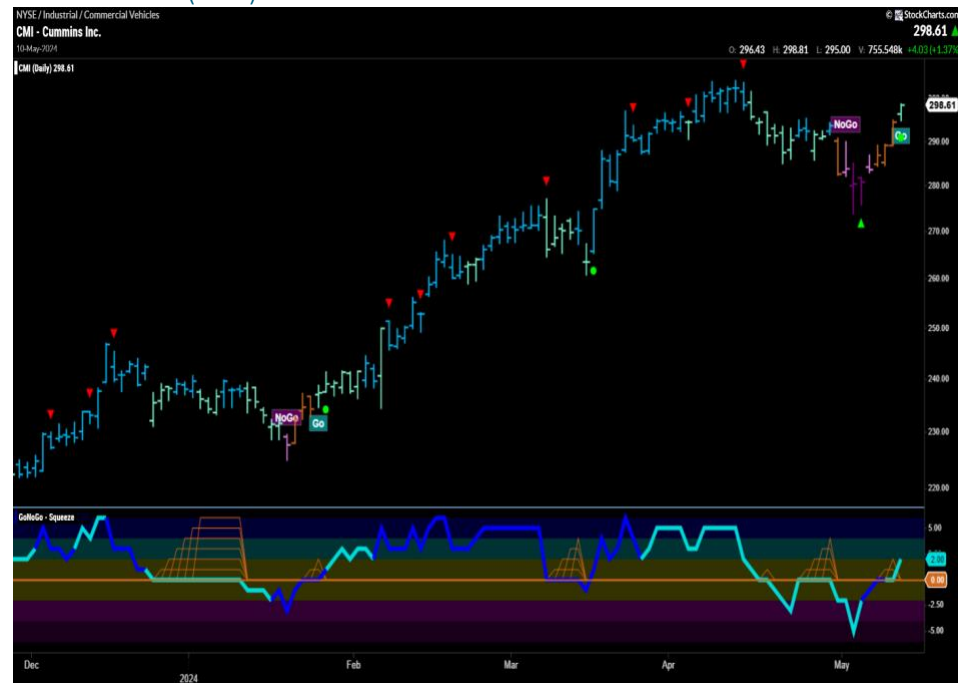 NYSE / Industrial / Commercial Vehicles
© StockCharts.com
CMI - Cummins Inc.
298.61
10-May-2024
O: 296.43 H: 298.81 L: 295.00 V: 755.548k +4.03 (+1.37%
CMI (Daily) 298.61
298.61
NoGo
Go
290.00
280.00
270.00
260.00
250.00
240.00
NoGo
Go
230.00
220.00
GoNoGo - Squeeze
5.00
2.00
0.00
-2.50
-5.00
Dec
2024
Feb
Mar
Apr
May